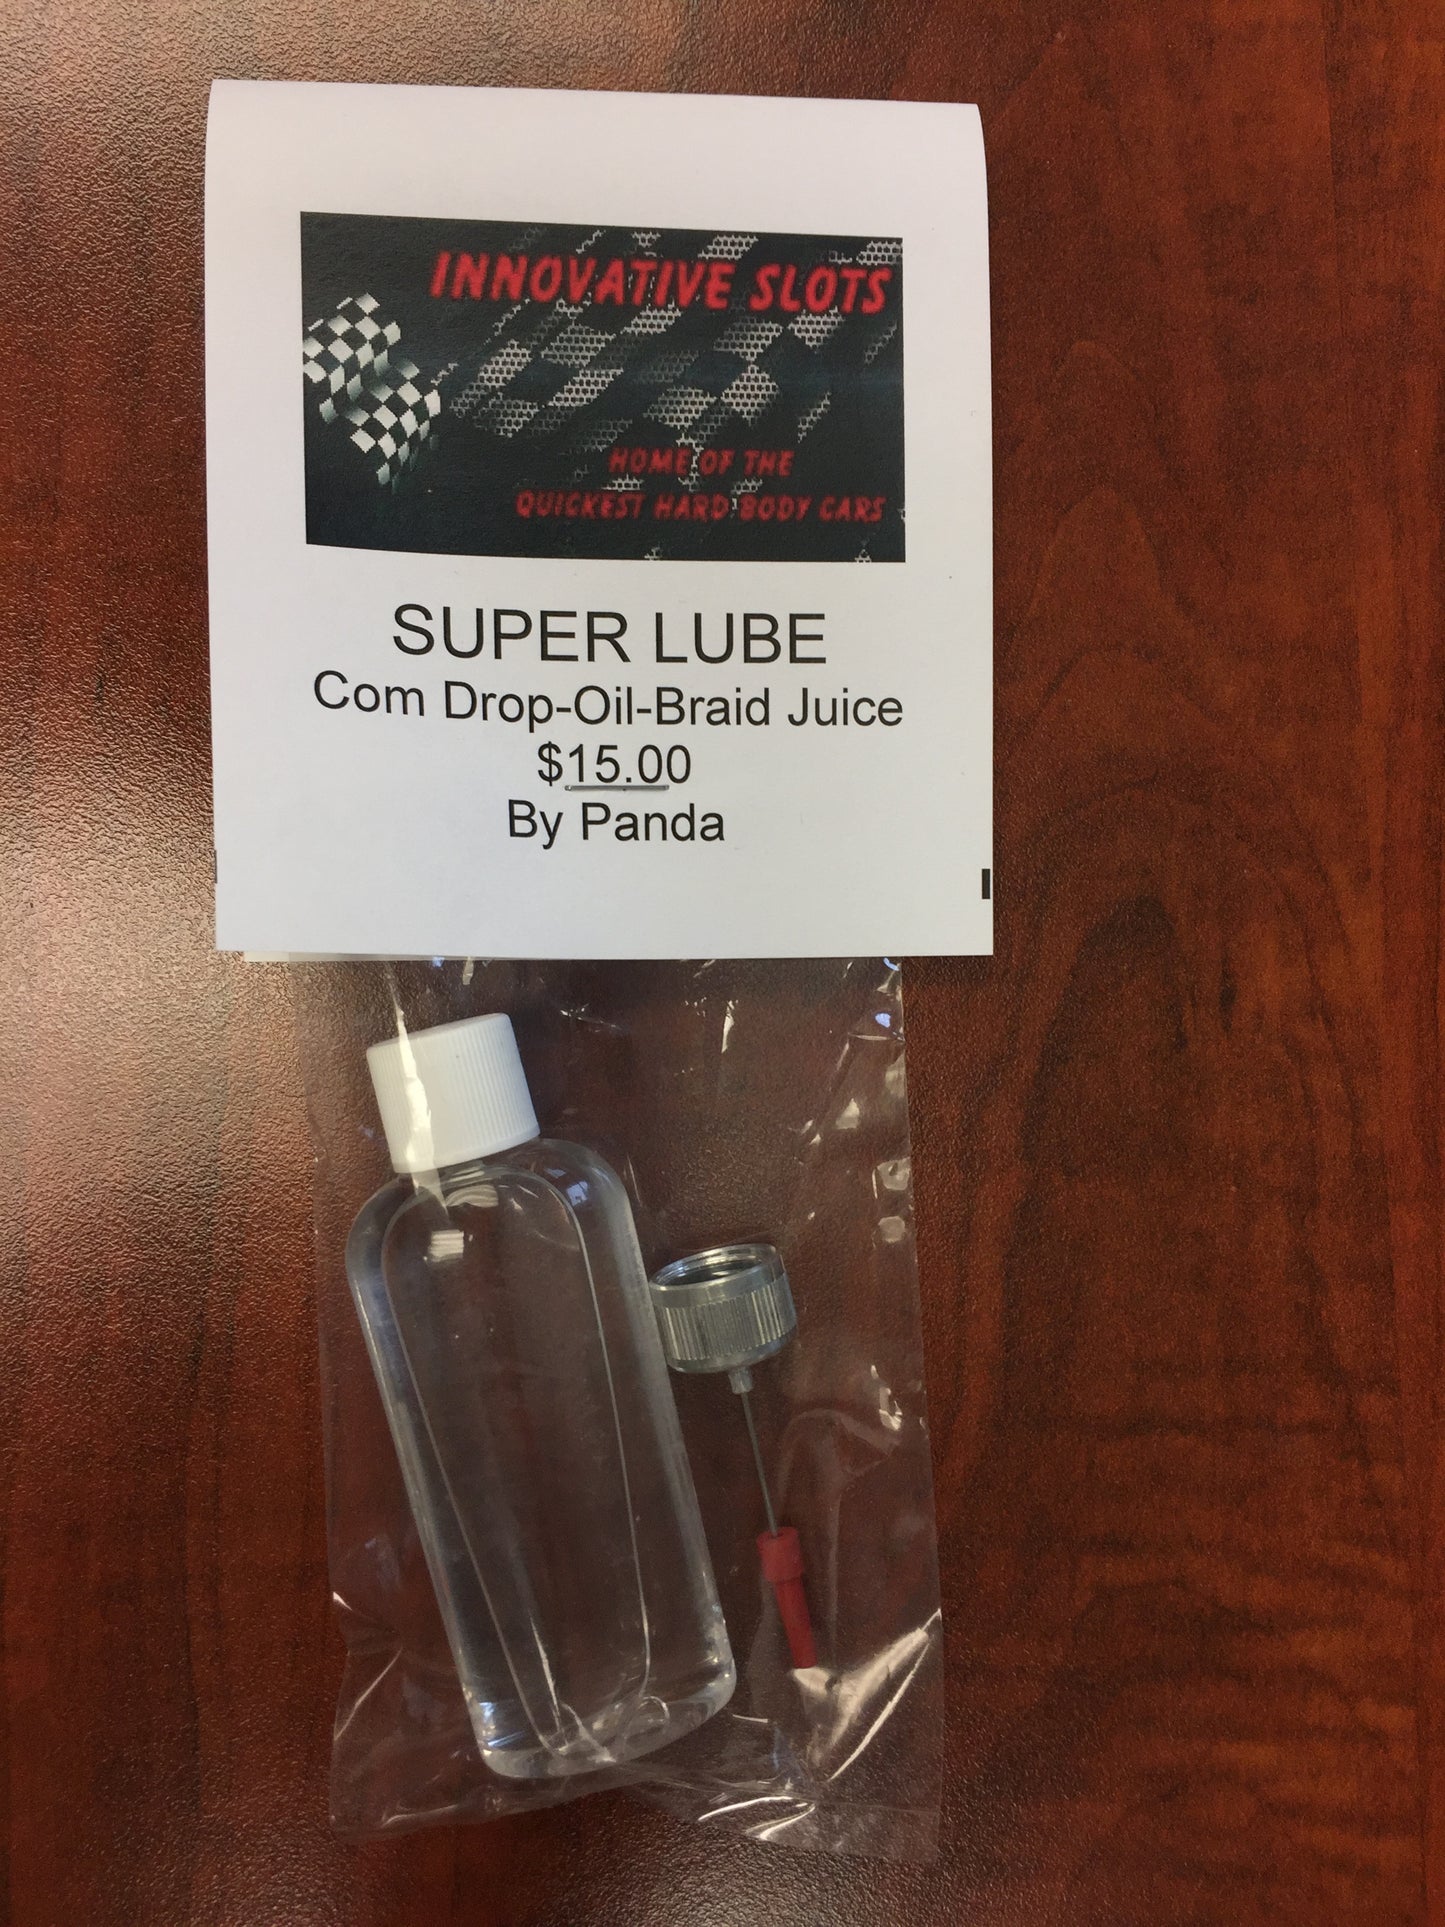 INNOVATIVE SLOTS
HOME OF THE
QUICKEST HARD BODY CARS
SUPER LUBE
Com Drop-Oil-Braid Juice
$15.00
By Panda